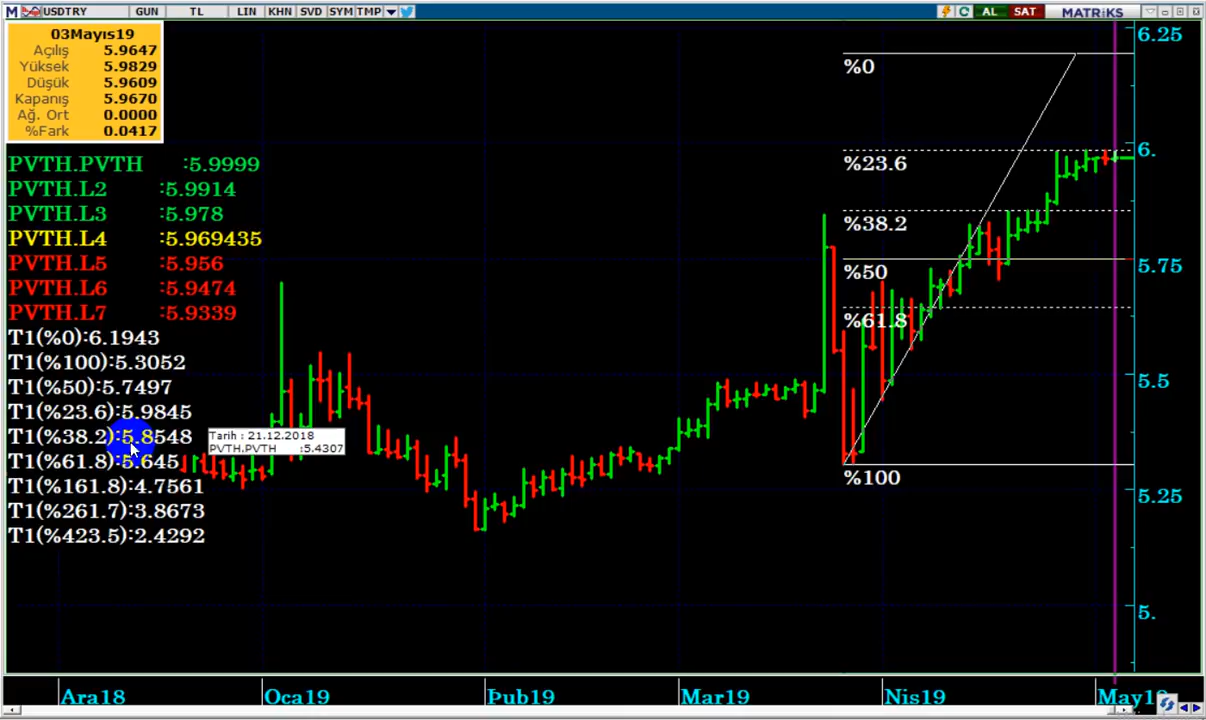 M USDTRY GUN TL LIN KHN SVD SYM TMP AL SAT MATRiKS
03Mayıs19
Açılış 5.9647
Yüksek 5.9829
Düşük 5.9609
Kapanış 5.9670
Ağ. Ort 0.0000
%Fark 0.0417
PVTH.PVTH :5.9999
PVTH.L2 :5.9914
PVTH.L3 :5.978
PVTH.L4 :5.969435
PVTH.L5 :5.956
PVTH.L6 :5.9474
PVTH.L7 :5.9339
T1(%0):6.1943
T1(%100):5.3052
T1(%50):5.7497
T1(%23.6):5.9845
T1(%38.2):5.8548
T1(%61.8):5.645
T1(%161.8):4.7561
T1(%261.7):3.8673
T1(%423.5):2.4292
Tarih : 21.12.2018
PVTH.PVTH :5.4307
%0
%23.6
%38.2
%50
%61.8
%100
6.25
6.
5.75
5.5
5.25
5.
Ara18 Oca19 Þub19 Mar19 Nis19